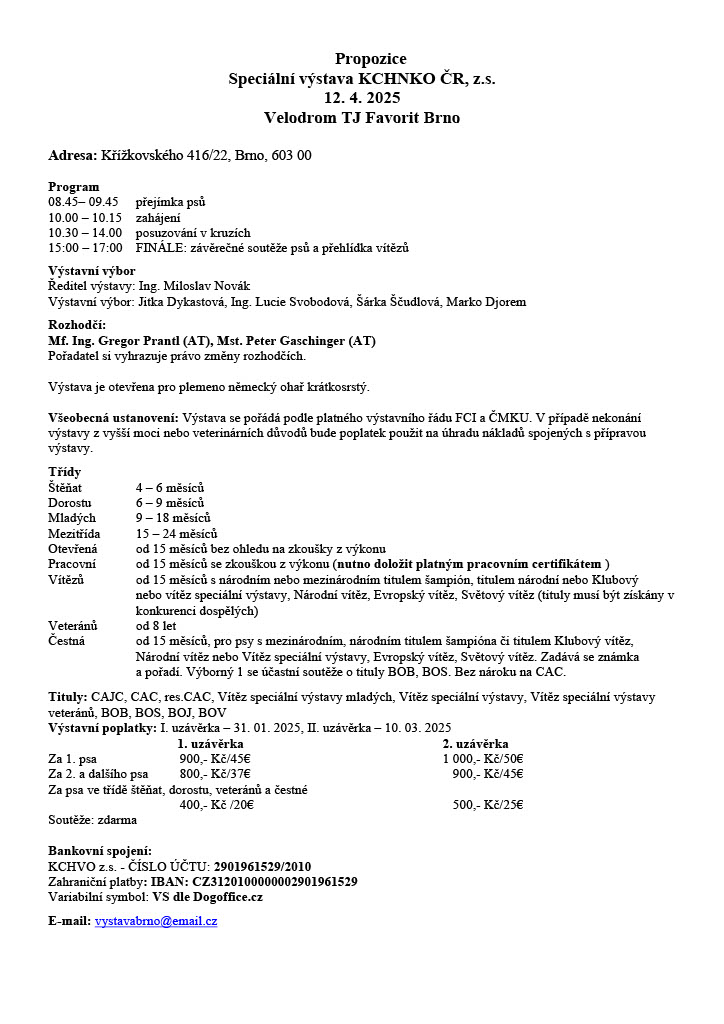 Propozice
Speciální výstava KCHNKO ČR, z.s.
12. 4. 2025
Velodrom TJ Favorit Brno
Adresa: Křížkovského 416/22, Brno, 603 00
Program
08.45– 09.45 přejímka psů
10.00 – 10.15 zahájení
10.30 – 14.00 posuzování v kruzích
15:00 – 17:00 FINÁLE: závěrečné soutěže psů a přehlídka vítězů
Výstavní výbor
Ředitel výstavy: Ing. Miloslav Novák
Výstavní výbor: Jitka Dykastová, Ing. Lucie Svobodová, Šárka Ščudlová, Marko Djorem
Rozhodčí:
Mf. Ing. Gregor Prantl (AT), Mst. Peter Gaschinger (AT)
Pořadatel si vyhrazuje právo změny rozhodčích.
Výstava je otevřena pro plemeno německý ohař krátkosrstý.
Všeobecná ustanovení: Výstava se pořádá podle platného výstavního řádu FCI a ČMKU. V případě nekonání
výstavy z vyšší moci nebo veterinárních důvodů bude poplatek použit na úhradu nákladů spojených s přípravou
výstavy.
Třídy
Štěňat 4 – 6 měsíců
Dorostu 6 – 9 měsíců
Mladých 9 – 18 měsíců
Mezitřída 15 – 24 měsíců
Otevřená od 15 měsíců bez ohledu na zkoušky z výkonu
Pracovní od 15 měsíců se zkouškou z výkonu (nutno doložit platným pracovním certifikátem )
Vítězů od 15 měsíců s národním nebo mezinárodním titulem šampión, titulem národní nebo Klubový
nebo vítěz speciální výstavy, Národní vítěz, Evropský vítěz, Světový vítěz (tituly musí být získány v
konkurenci dospělých)
Veteránů od 8 let
Čestná od 15 měsíců, pro psy s mezinárodním, národním titulem šampióna či titulem Klubový vítěz,
Národní vítěz nebo Vítěz speciální výstavy, Evropský vítěz, Světový vítěz. Zadává se známka
a pořadí. Výborný 1 se účastní soutěže o tituly BOB, BOS. Bez nároku na CAC.
Tituly: CAJC, CAC, res.CAC, Vítěz speciální výstavy mladých, Vítěz speciální výstavy, Vítěz speciální výstavy
veteránů, BOB, BOS, BOJ, BOV
Výstavní poplatky: I. uzávěrka – 31. 01. 2025, II. uzávěrka – 10. 03. 2025
1. uzávěrka 2. uzávěrka
Za 1. psa 900,- Kč/45€ 1 000,- Kč/50€
Za 2. a dalšího psa 800,- Kč/37€ 900,- Kč/45€
Za psa ve třídě štěňat, dorostu, veteránů a čestné
400,- Kč /20€ 500,- Kč/25€
Soutěže: zdarma
Bankovní spojení:
KCHVO z.s. - ČÍSLO ÚČTU: 2901961529/2010
Zahraniční platby: IBAN: CZ3120100000002901961529
Variabilní symbol: VS dle Dogoffice.cz
E-mail: vystavabrno@email.cz